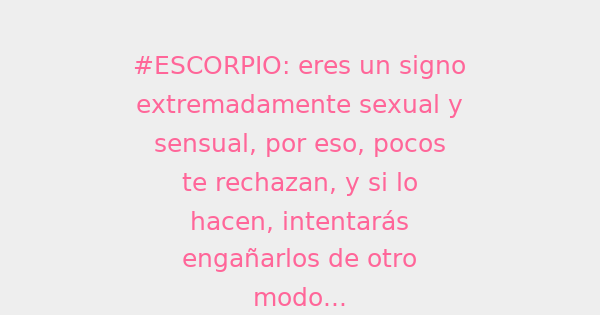 #ESCORPIO: eres un signo
extremadamente sexual y
sensual, por eso, pocos
te rechazan, y si lo
hacen, intentarás
engañarlos de otro
modo...